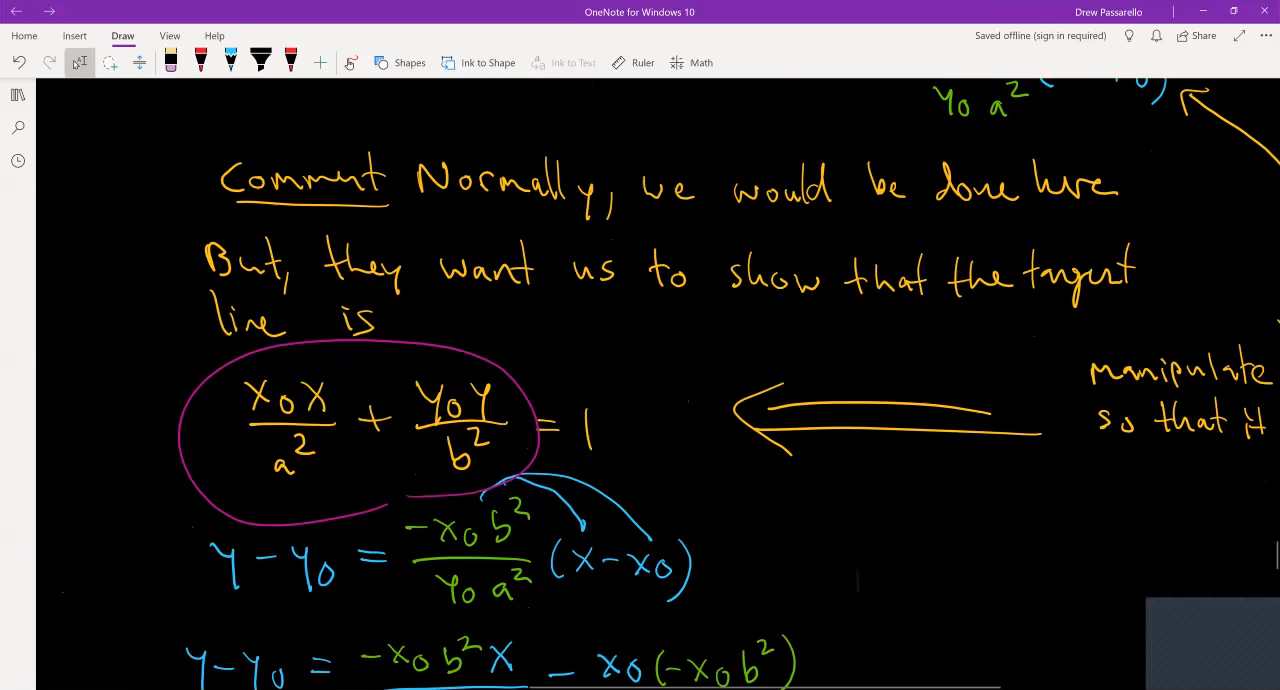 OneNote for Windows 10
Drew Passarello
Home Insert Draw View Help
Saved offline (sign in required) Share
Shapes Ink to Shape Ink to Text Ruler Math
y₀ a²
Comment Normally, we would be done here
But, they want us to show that the tangent
line is
x₀x/a² + y₀y/b² = 1
manipulate
so that it
y - y₀ = -x₀b²/y₀a² (x - x₀)
y - y₀ = -x₀b²x - x₀(-x₀b²)